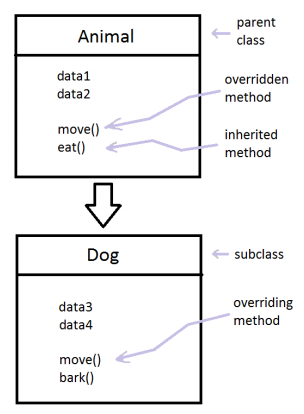 Animal
parent
class
data1
data2
overridden
method
move()
eat()
inherited
method
Dog
subclass
data3
data4
overriding
method
move()
bark()